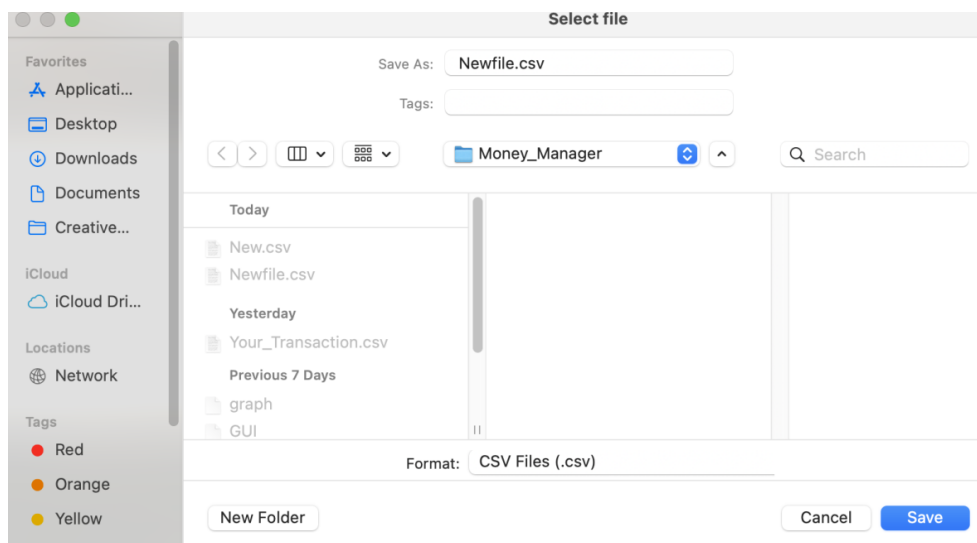 Select file
Favorites
Applicati...
Desktop
Downloads
Documents
Creative...
iCloud
iCloud Dri...
Locations
Network
Tags
Red
Orange
Yellow
Save As: Newfile.csv
Tags:
Money_Manager
Search
Today
New.csv
Newfile.csv
Yesterday
Your_Transaction.csv
Previous 7 Days
graph
GUI
Format: CSV Files (.csv)
New Folder
Cancel
Save